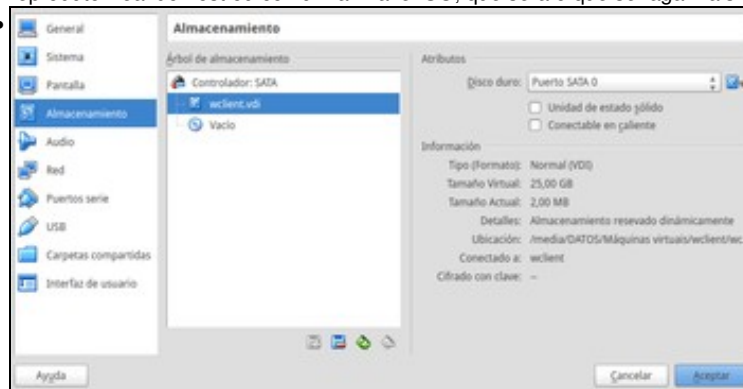 General
Sistema
Pantalla
Almacenamiento
Audio
Red
Puertos serie
USB
Carpetas compartidas
Interfaz de usuario
Almacenamiento
Árbol de almacenamiento
Controlador: SATA
wclient.vdi
Vacío
Atributos
Disco duro: Puerto SATA 0
Unidad de estado sólido
Conectable en caliente
Información
Tipo (Formato): Normal (VDI)
Tamaño Virtual: 25,00 GB
Tamaño Actual: 2,00 MB
Detalles: Almacenamiento resevado dinámicamente
Ubicación: /media/DATOS/Máquinas virtuais/wclient/wc
Conectado a: wclient
Cifrado con clave: --
Ayuda
Cancelar
Aceptar